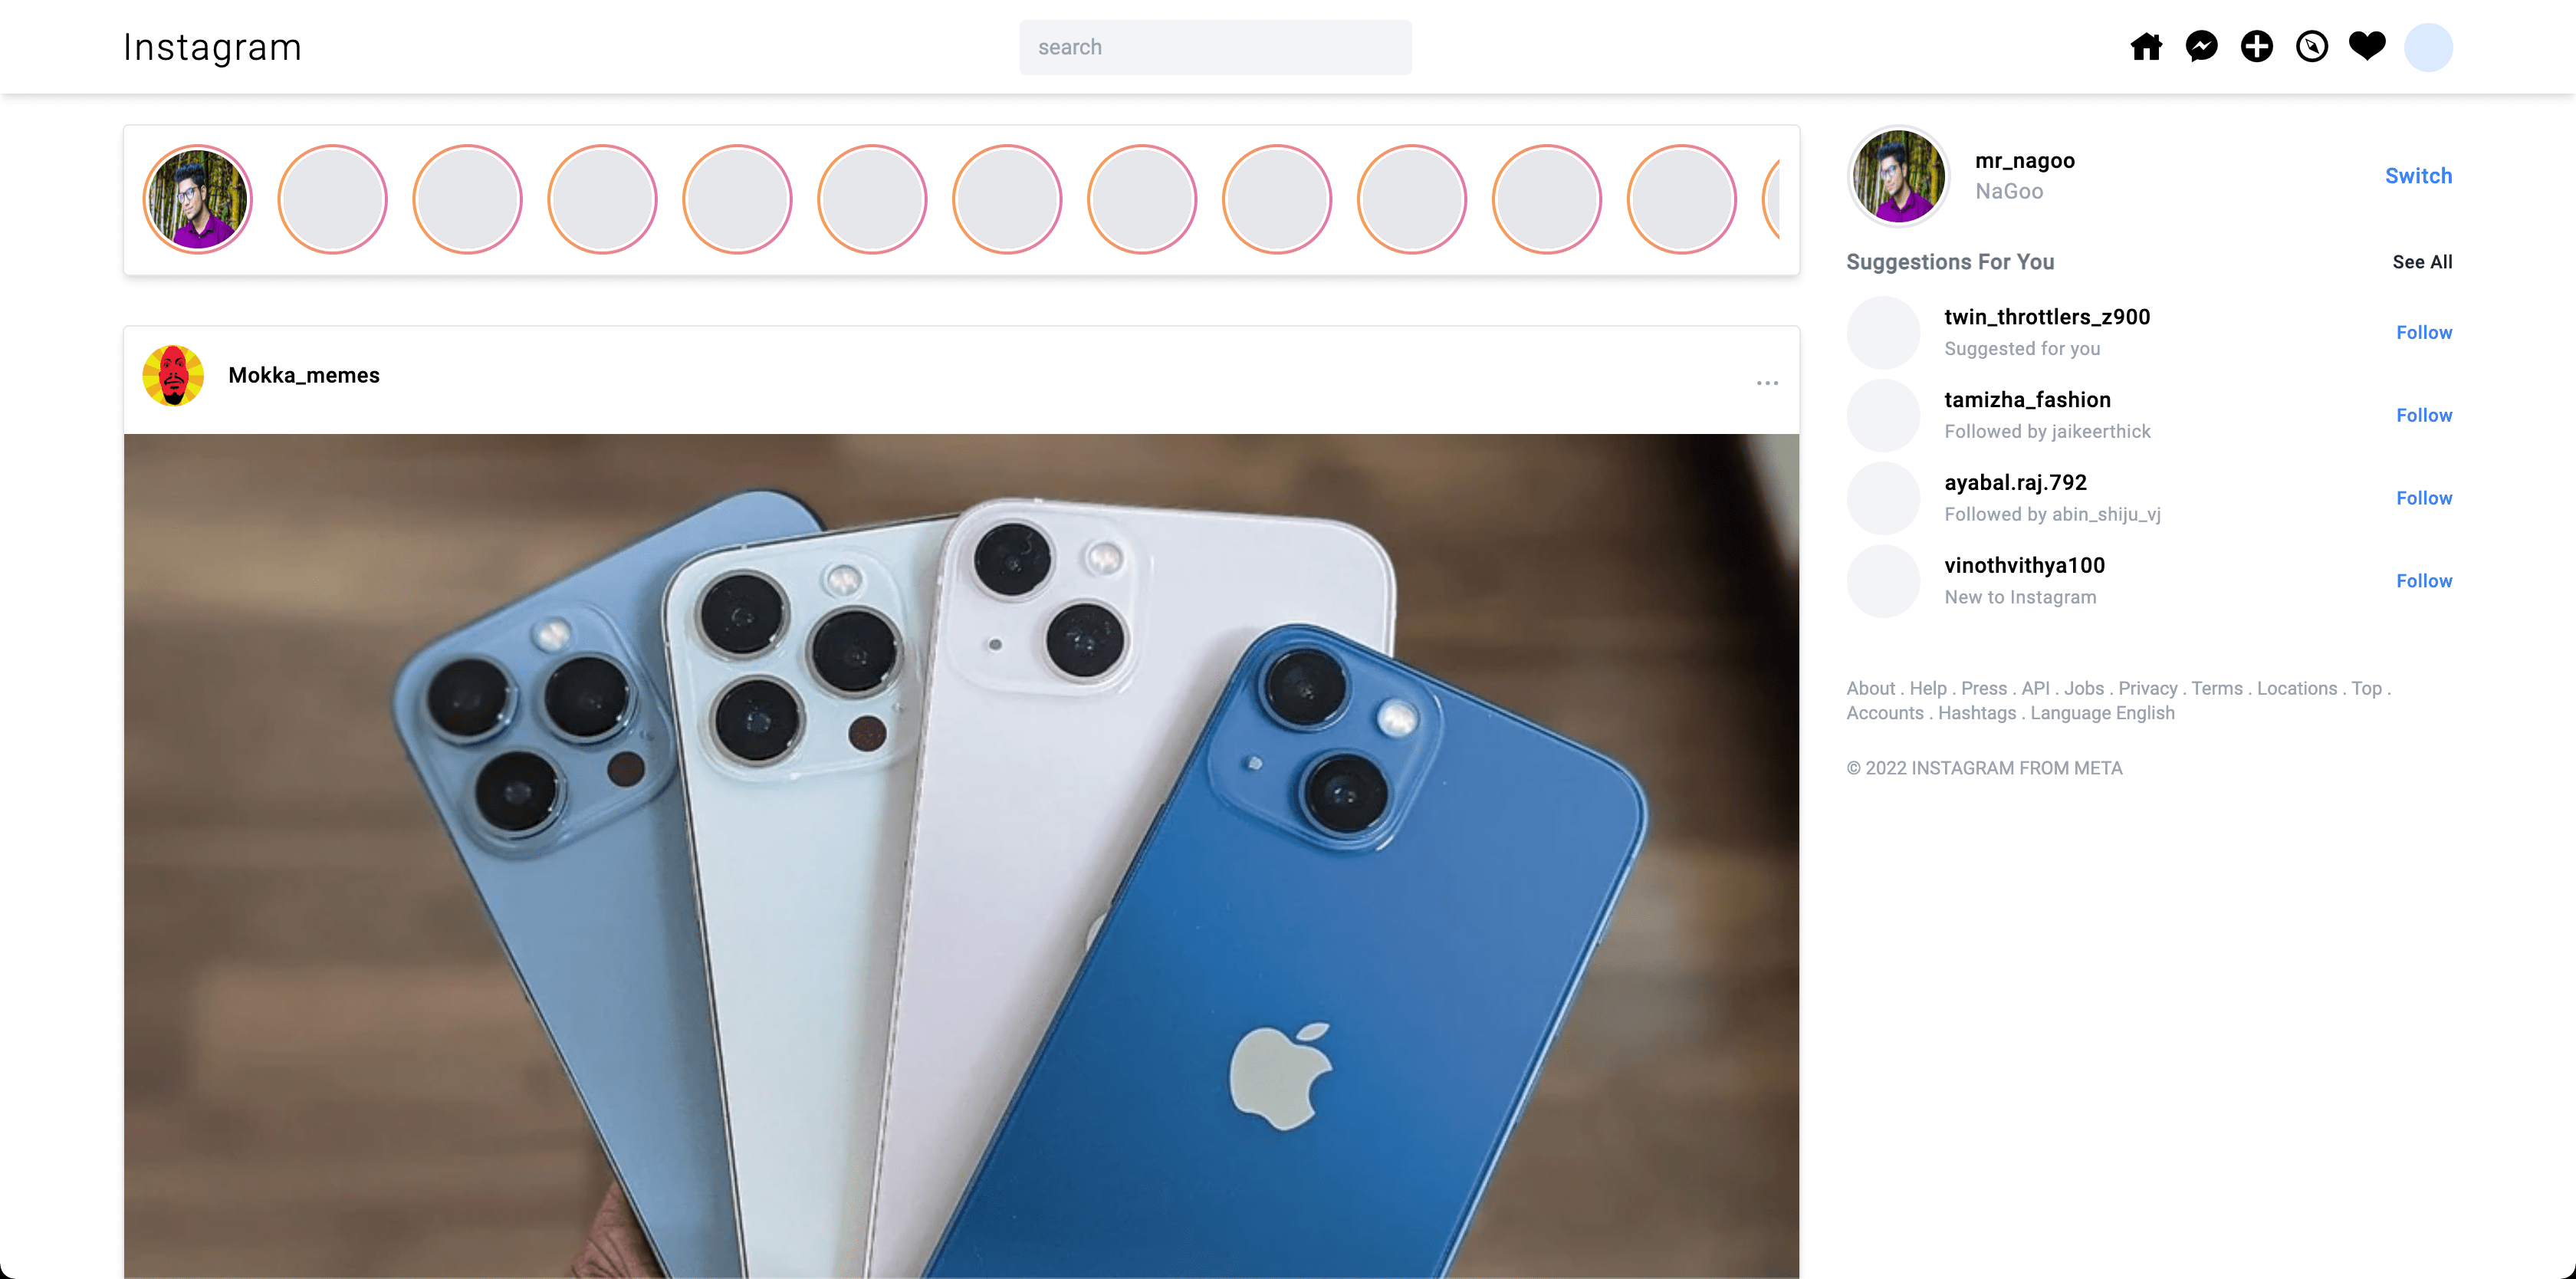 Instagram
search
mr_nagoo
NaGoo
Switch
Suggestions For You
See All
twin_throttlers_z900
Suggested for you
Follow
tamizha_fashion
Followed by jaikeerthick
Follow
ayabal.raj.792
Followed by abin_shiju_vj
Follow
vinothvithya100
New to Instagram
Follow
About . Help . Press . API . Jobs . Privacy . Terms . Locations . Top .
Accounts . Hashtags . Language English
© 2022 INSTAGRAM FROM META
Mokka_memes